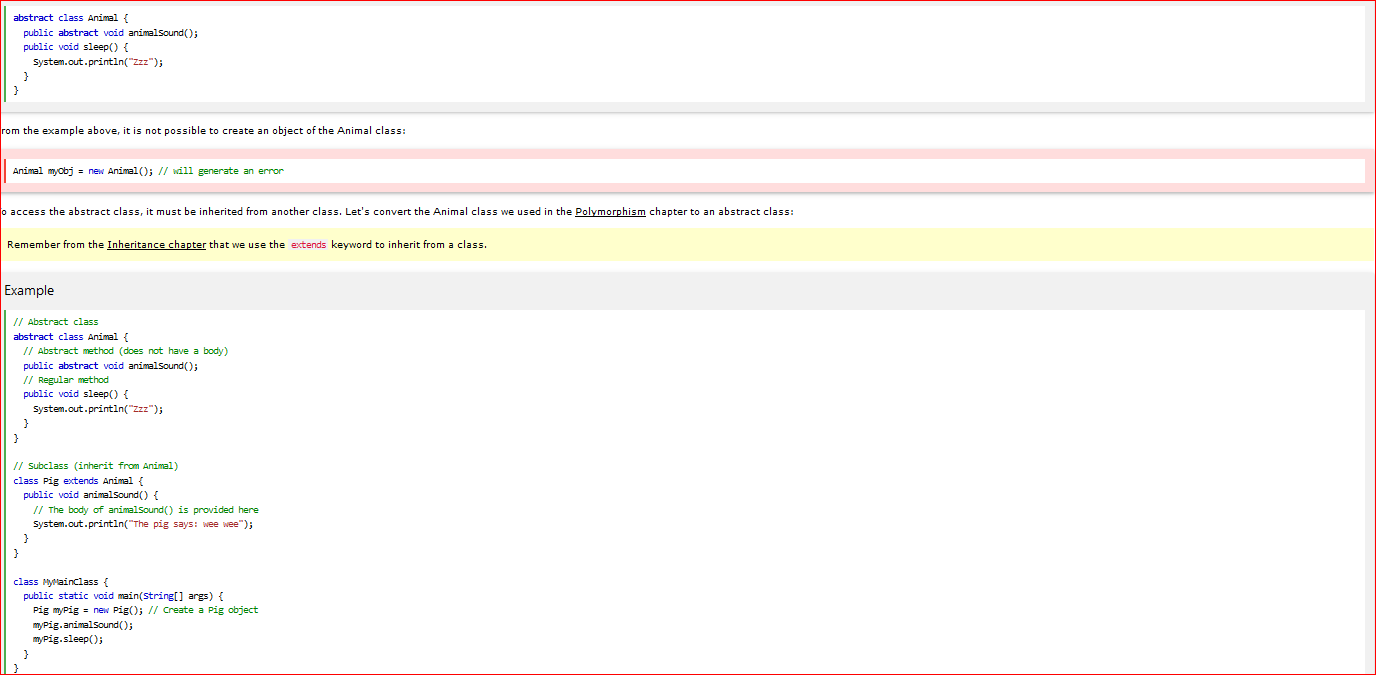 abstract class Animal {
  public abstract void animalSound();
  public void sleep() {
    System.out.println("Zzz");
  }
}
rom the example above, it is not possible to create an object of the Animal class:
Animal myObj = new Animal(); // will generate an error
o access the abstract class, it must be inherited from another class. Let's convert the Animal class we used in the Polymorphism chapter to an abstract class:
Remember from the Inheritance chapter that we use the extends keyword to inherit from a class.
Example
// Abstract class
abstract class Animal {
  // Abstract method (does not have a body)
  public abstract void animalSound();
  // Regular method
  public void sleep() {
    System.out.println("Zzz");
  }
}
// Subclass (inherit from Animal)
class Pig extends Animal {
  public void animalSound() {
    // The body of animalSound() is provided here
    System.out.println("The pig says: wee wee");
  }
}
class MyMainClass {
  public static void main(String[] args) {
    Pig myPig = new Pig(); // Create a Pig object
    myPig.animalSound();
    myPig.sleep();
  }
}